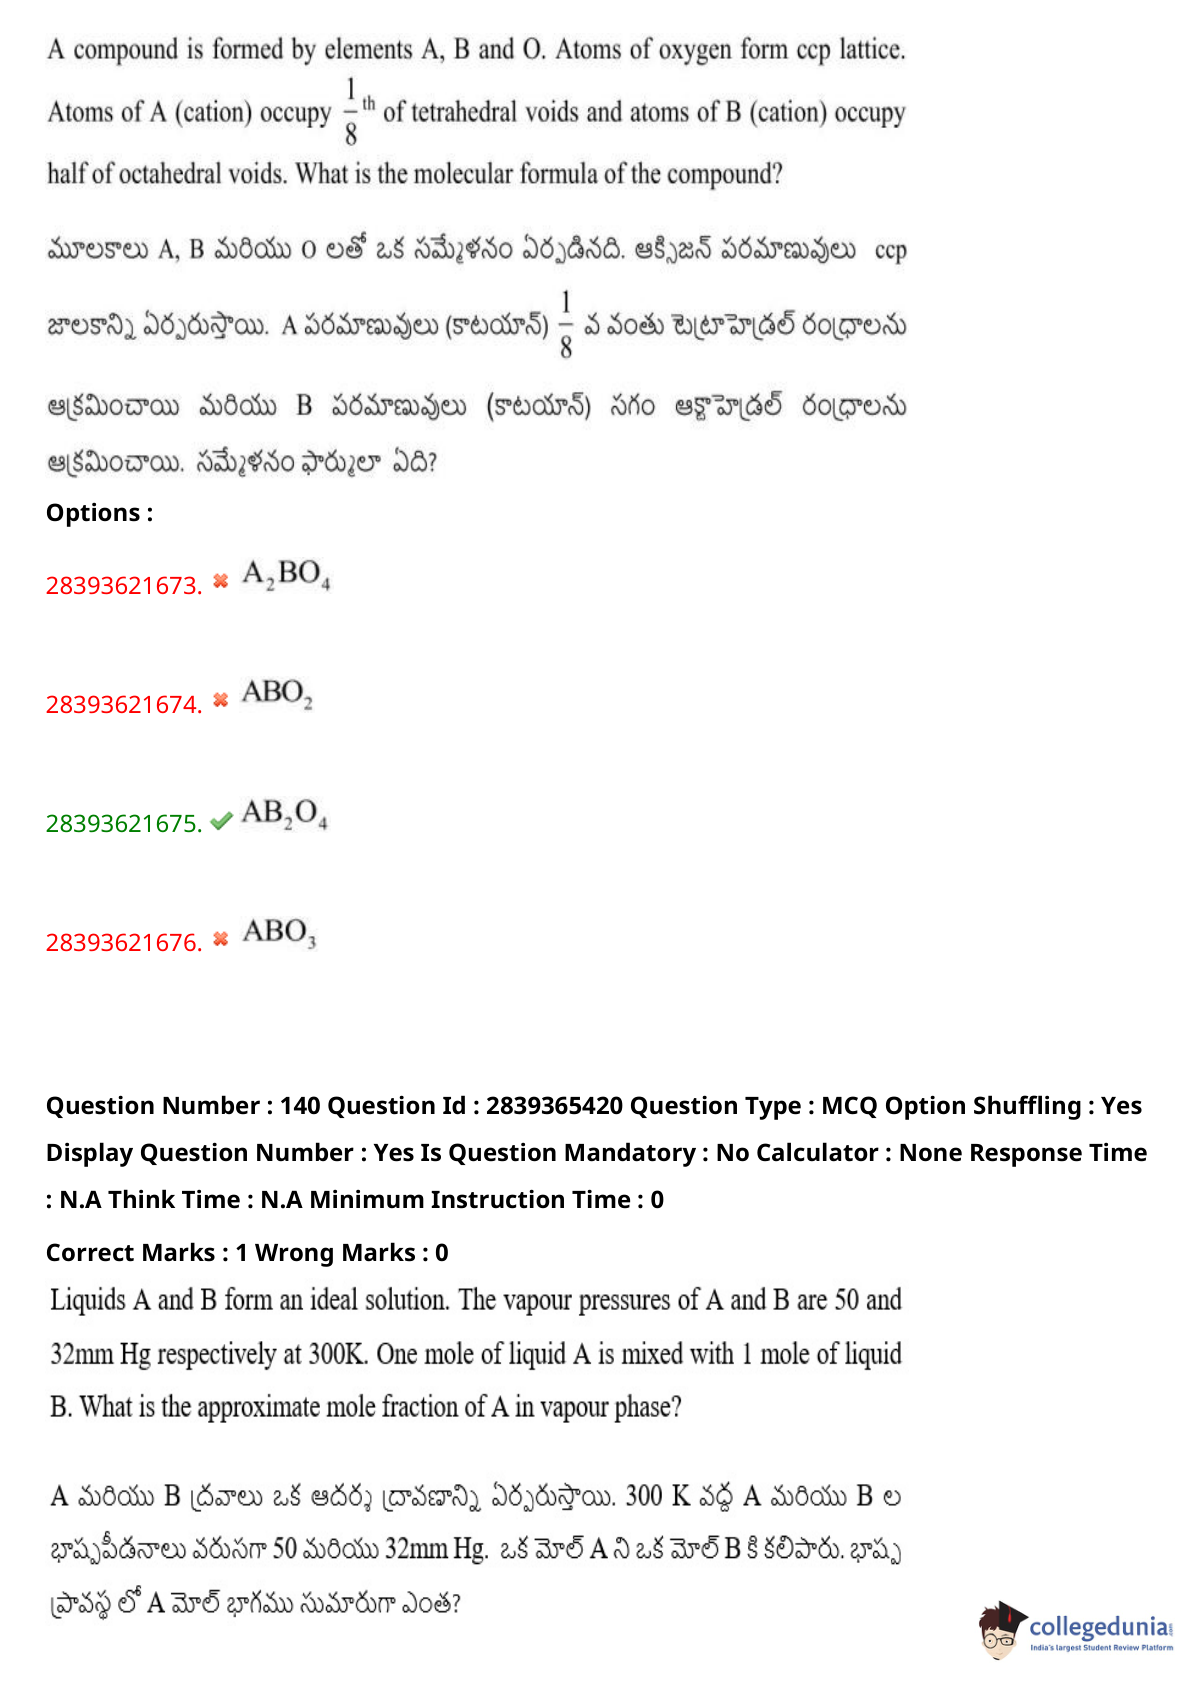 A compound is formed by elements A, B and O. Atoms of oxygen form ccp lattice.
Atoms of A (cation) occupy 1/8 th of tetrahedral voids and atoms of B (cation) occupy
half of octahedral voids. What is the molecular formula of the compound?
మూలకాలు A, B మరియు O లతో ఒక సమ్మేళనం ఏర్పడినది. ఆక్సిజన్ పరమాణువులు ccp
జాలకాన్ని ఏర్పరుస్తాయి. A పరమాణువులు (కాటయాన్) 1/8 వ వంతు టెట్రాహెడ్రల్ రంధ్రాలను
ఆక్రమించాయి మరియు B పరమాణువులు (కాటయాన్) సగం ఆక్టాహెడ్రల్ రంధ్రాలను
ఆక్రమించాయి. సమ్మేళనం ఫార్ములా ఏది?
Options :
28393621673. A₂BO₄
28393621674. ABO₂
28393621675. AB₂O₄
28393621676. ABO₃
Question Number : 140 Question Id : 2839365420 Question Type : MCQ Option Shuffling : Yes
Display Question Number : Yes Is Question Mandatory : No Calculator : None Response Time
: N.A Think Time : N.A Minimum Instruction Time : 0
Correct Marks : 1 Wrong Marks : 0
Liquids A and B form an ideal solution. The vapour pressures of A and B are 50 and
32mm Hg respectively at 300K. One mole of liquid A is mixed with 1 mole of liquid
B. What is the approximate mole fraction of A in vapour phase?
A మరియు B ద్రవాలు ఒక ఆదర్శ ద్రావణాన్ని ఏర్పరుస్తాయి. 300 K వద్ద A మరియు B ల
భాష్పపీడనాలు వరుసగా 50 మరియు 32mm Hg. ఒక మోల్ A ని ఒక మోల్ B కి కలిపారు. భాష్ప
ప్రావస్థ లో A మోల్ భాగము సుమారుగా ఎంత?
collegedunia.com
India's largest Student Review Platform